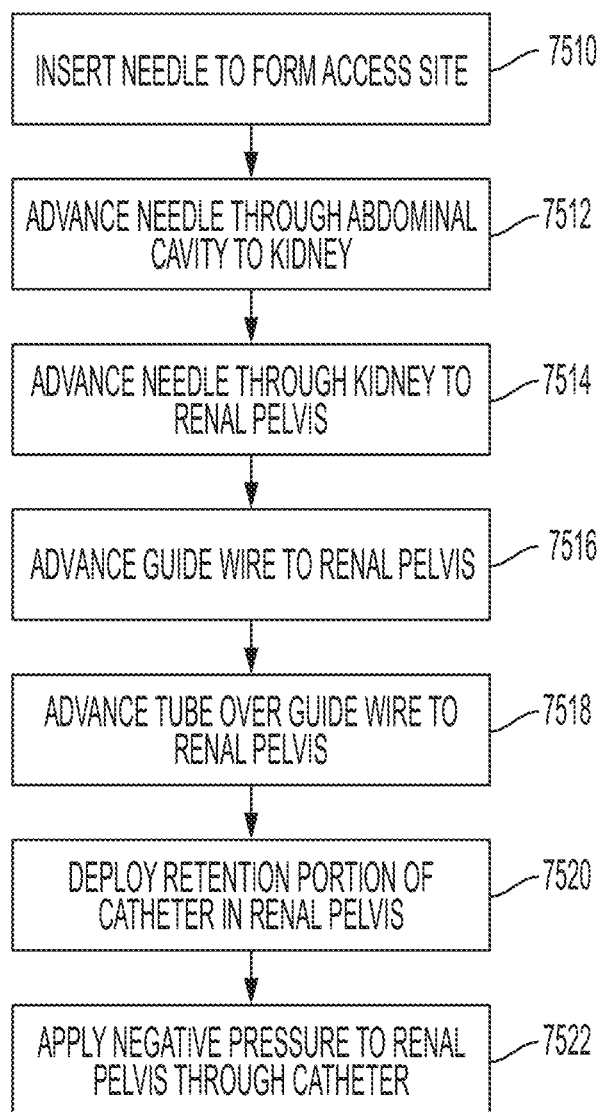 INSERT NEEDLE TO FORM ACCESS SITE
7510
ADVANCE NEEDLE THROUGH ABDOMINAL
CAVITY TO KIDNEY
7512
ADVANCE NEEDLE THROUGH KIDNEY TO
RENAL PELVIS
7514
ADVANCE GUIDE WIRE TO RENAL PELVIS
7516
ADVANCE TUBE OVER GUIDE WIRE TO
RENAL PELVIS
7518
DEPLOY RETENTION PORTION OF
CATHETER IN RENAL PELVIS
7520
APPLY NEGATIVE PRESSURE TO RENAL
PELVIS THROUGH CATHETER
7522